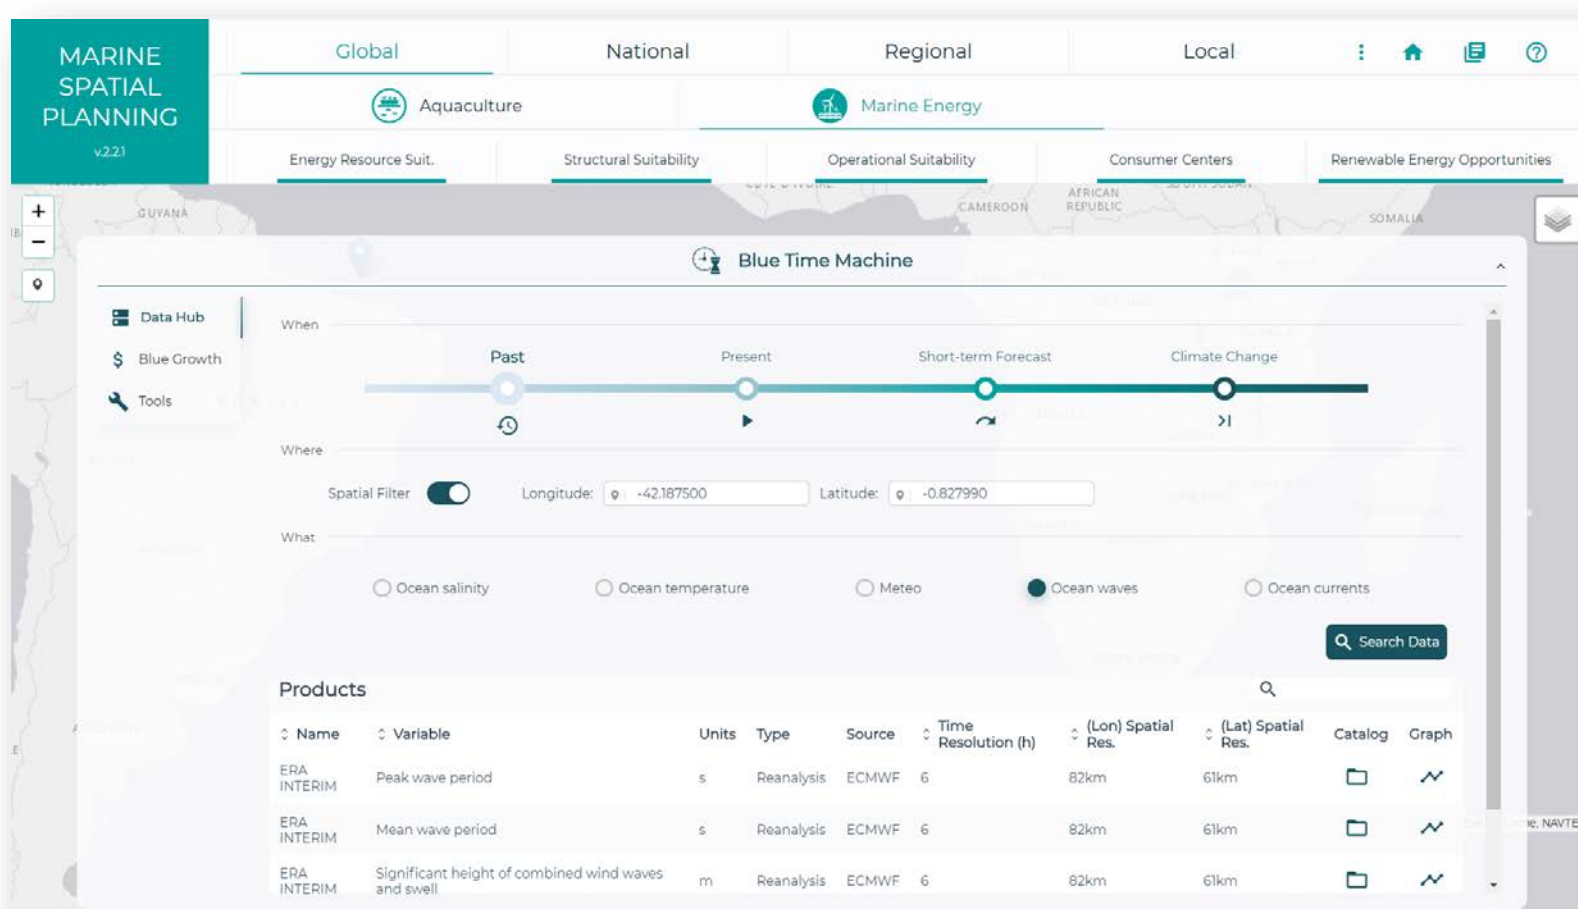 MARINE
SPATIAL
PLANNING
v.2.2.1
Global National Regional Local
Aquaculture Marine Energy
Energy Resource Suit. Structural Suitability Operational Suitability Consumer Centers Renewable Energy Opportunities
GUYANA
CAMEROON
AFRICAN
REPUBLIC
SOMALIA
+
−
Blue Time Machine
Data Hub
Blue Growth
Tools
When
Past Present Short-term Forecast Climate Change
Where
Spatial Filter Longitude: -42.187500 Latitude: -0.827990
What
Ocean salinity Ocean temperature Meteo Ocean waves Ocean currents
Search Data
Products
Name Variable Units Type Source Time Resolution (h) (Lon) Spatial Res. (Lat) Spatial Res. Catalog Graph
ERA INTERIM Peak wave period s Reanalysis ECMWF 6 82km 61km
ERA INTERIM Mean wave period s Reanalysis ECMWF 6 82km 61km
ERA INTERIM Significant height of combined wind waves and swell m Reanalysis ECMWF 6 82km 61km